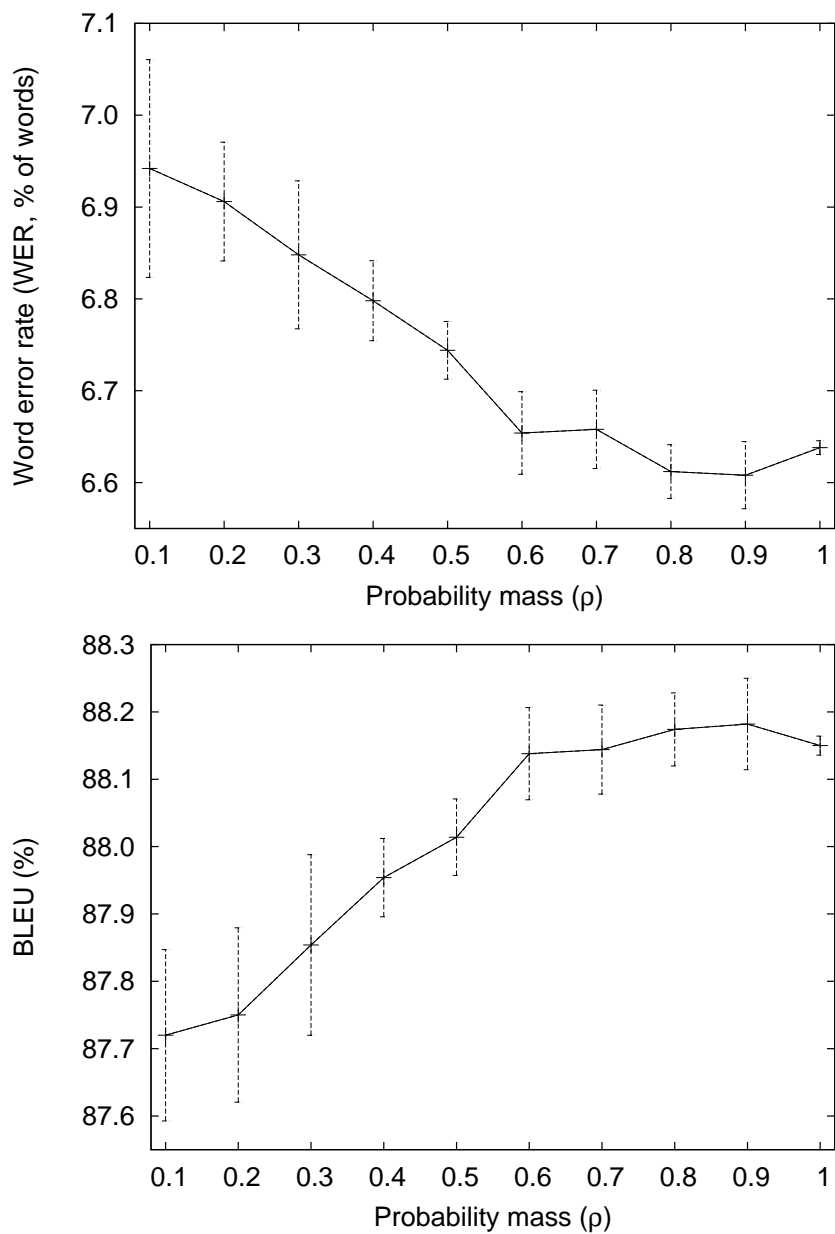 7.1
7.0
6.9
6.8
6.7
6.6
Word error rate (WER, % of words)
0.1 0.2 0.3 0.4 0.5 0.6 0.7 0.8 0.9 1
Probability mass (ρ)
88.3
88.2
88.1
88.0
87.9
87.8
87.7
87.6
BLEU (%)
0.1 0.2 0.3 0.4 0.5 0.6 0.7 0.8 0.9 1
Probability mass (ρ)